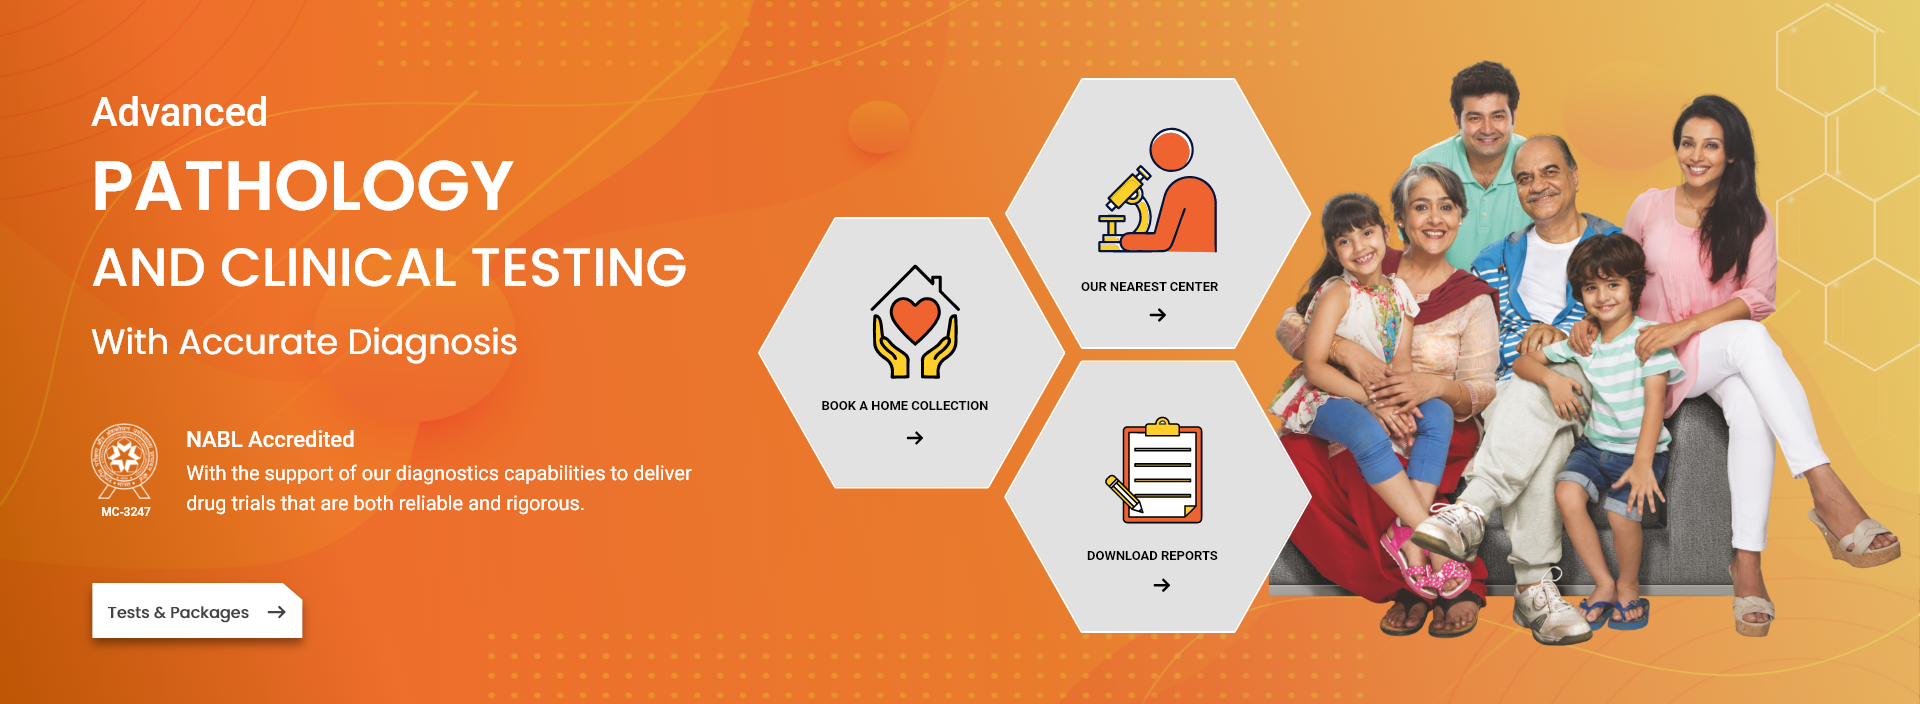 Advanced
PATHOLOGY
AND CLINICAL TESTING
With Accurate Diagnosis
NABL Accredited
With the support of our diagnostics capabilities to deliver
drug trials that are both reliable and rigorous.
MC-3247
Tests & Packages
BOOK A HOME COLLECTION
OUR NEAREST CENTER
DOWNLOAD REPORTS